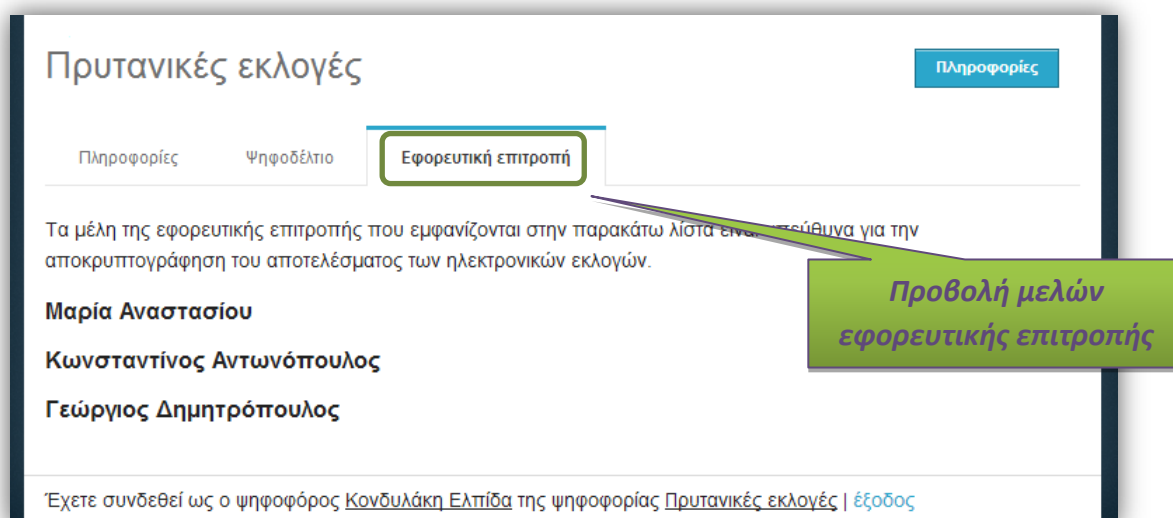 Πρυτανικές εκλογές
Πληροφορίες
Πληροφορίες
Ψηφοδέλτιο
Εφορευτική επιτροπή
Τα μέλη της εφορευτικής επιτροπής που εμφανίζονται στην παρακάτω λίστα είναι υπεύθυνα για την
αποκρυπτογράφηση του αποτελέσματος των ηλεκτρονικών εκλογών.
Προβολή μελών
εφορευτικής επιτροπής
Μαρία Αναστασίου
Κωνσταντίνος Αντωνόπουλος
Γεώργιος Δημητρόπουλος
Έχετε συνδεθεί ως ο ψηφοφόρος Κονδυλάκη Ελπίδα της ψηφοφορίας Πρυτανικές εκλογές | έξοδος